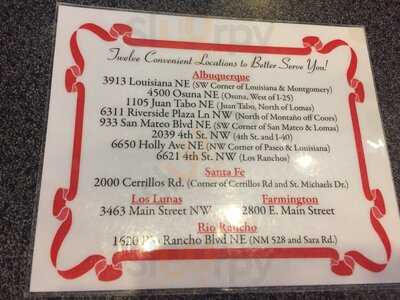 Twelve Convenient Locations to Better Serve You!
Albuquerque
3913 Louisiana NE (SW Corner of Louisiana & Montgomery)
4500 Osuna NE (Osuna, West of I-25)
1105 Juan Tabo NE (Juan Tabo, North of Lomas)
6311 Riverside Plaza Ln NW (North of Montaño off Coors)
933 San Mateo Blvd NE (SW Corner of San Mateo & Lomas)
2039 4th St. NW (4th St. and I-40)
6650 Holly Ave NE (NW Corner of Paseo & Louisiana)
6621 4th St. NW (Los Ranchos)
Santa Fe
2000 Cerrillos Rd. (Corner of Cerrillos Rd and St. Michaels Dr.)
Los Lunas Farmington
3463 Main Street NW 2800 E. Main Street
Rio Rancho
Rancho Blvd NE (NM 528 and Sara Rd.)